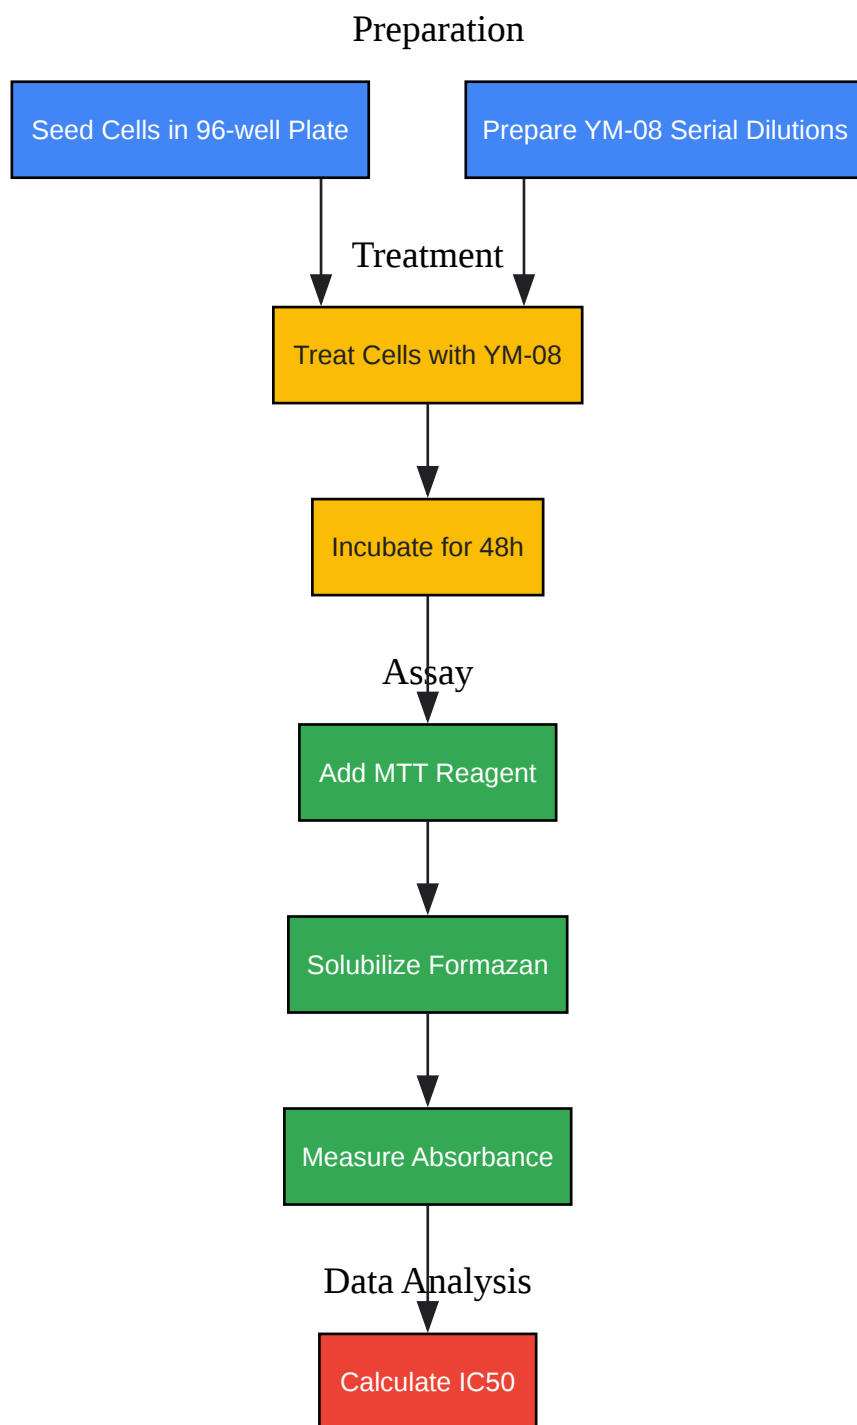 Preparation
Seed Cells in 96-well Plate
Prepare YM-08 Serial Dilutions
Treatment
Treat Cells with YM-08
Incubate for 48h
Assay
Add MTT Reagent
Solubilize Formazan
Measure Absorbance
Data Analysis
Calculate IC50